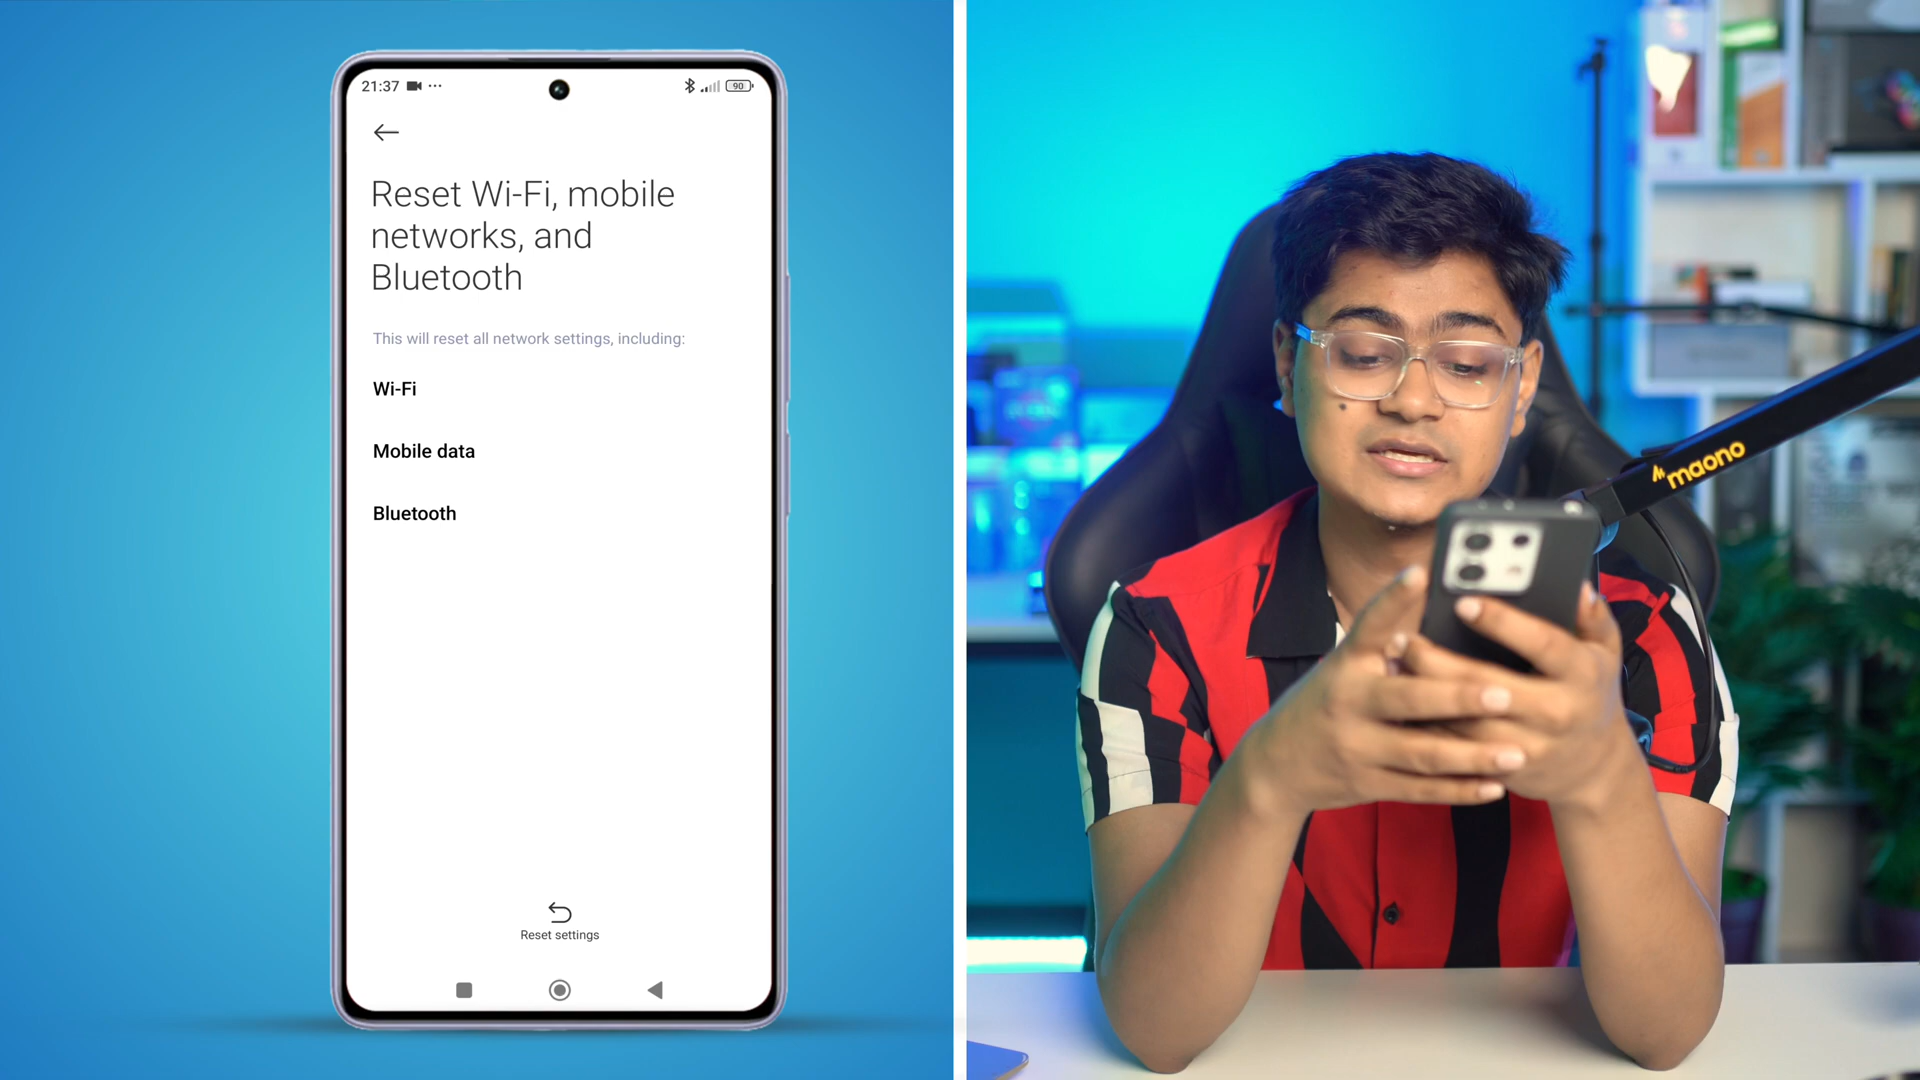 21:37
90
Reset Wi-Fi, mobile
networks, and
Bluetooth
This will reset all network settings, including:
Wi-Fi
Mobile data
Bluetooth
Reset settings
maono